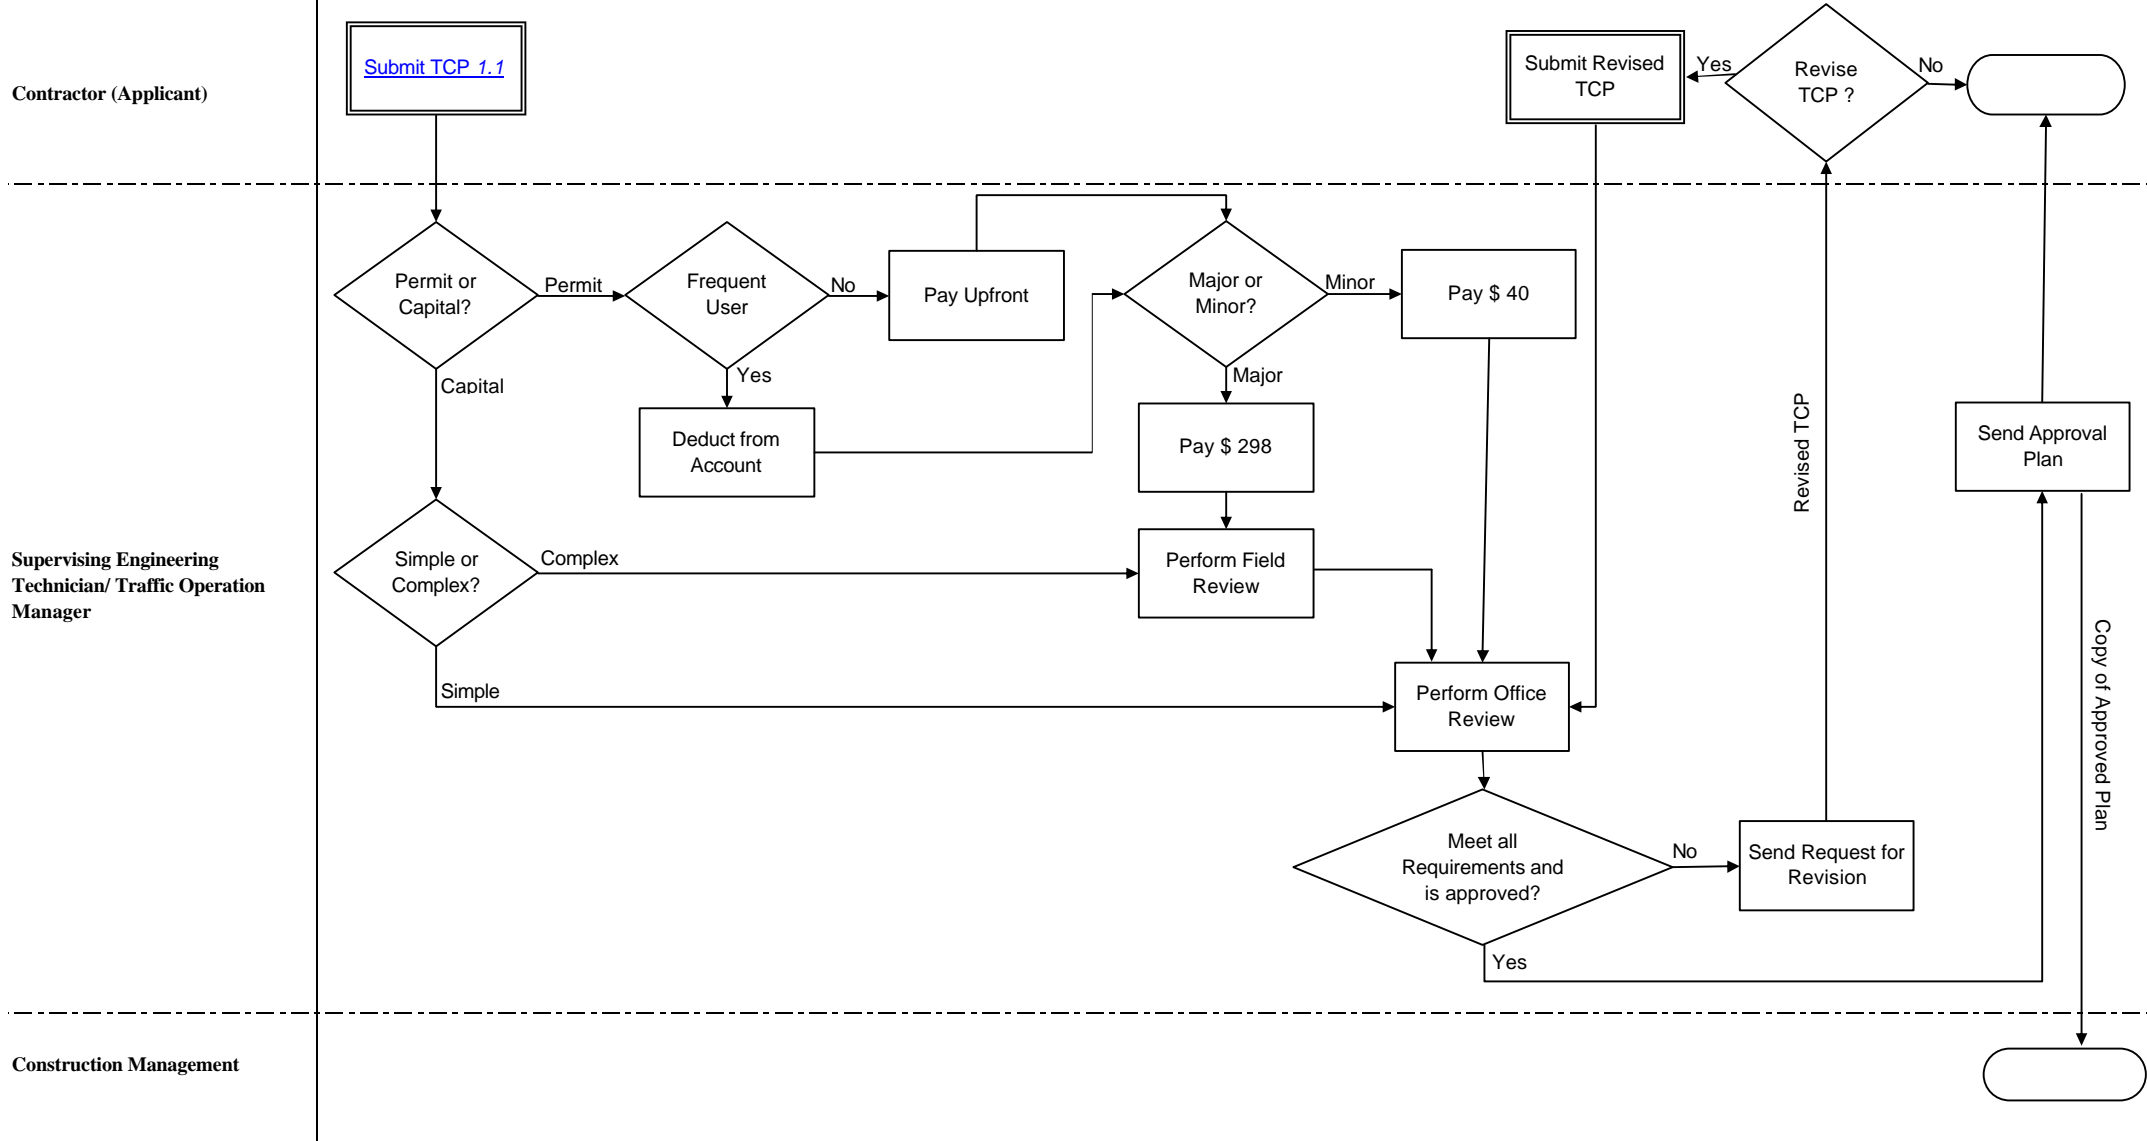 Contractor (Applicant)
Submit TCP 1.1
Submit Revised
TCP
Yes
Revise
TCP ?
No
Supervising Engineering
Technician/ Traffic Operation
Manager
Permit or
Capital?
Permit
Frequent
User
No
Pay Upfront
Major or
Minor?
Minor
Pay $ 40
Capital
Yes
Major
Deduct from
Account
Pay $ 298
Revised TCP
Send Approval
Plan
Simple or
Complex?
Complex
Perform Field
Review
Simple
Perform Office
Review
Copy of Approved Plan
Meet all
Requirements and
is approved?
No
Send Request for
Revision
Yes
Construction Management